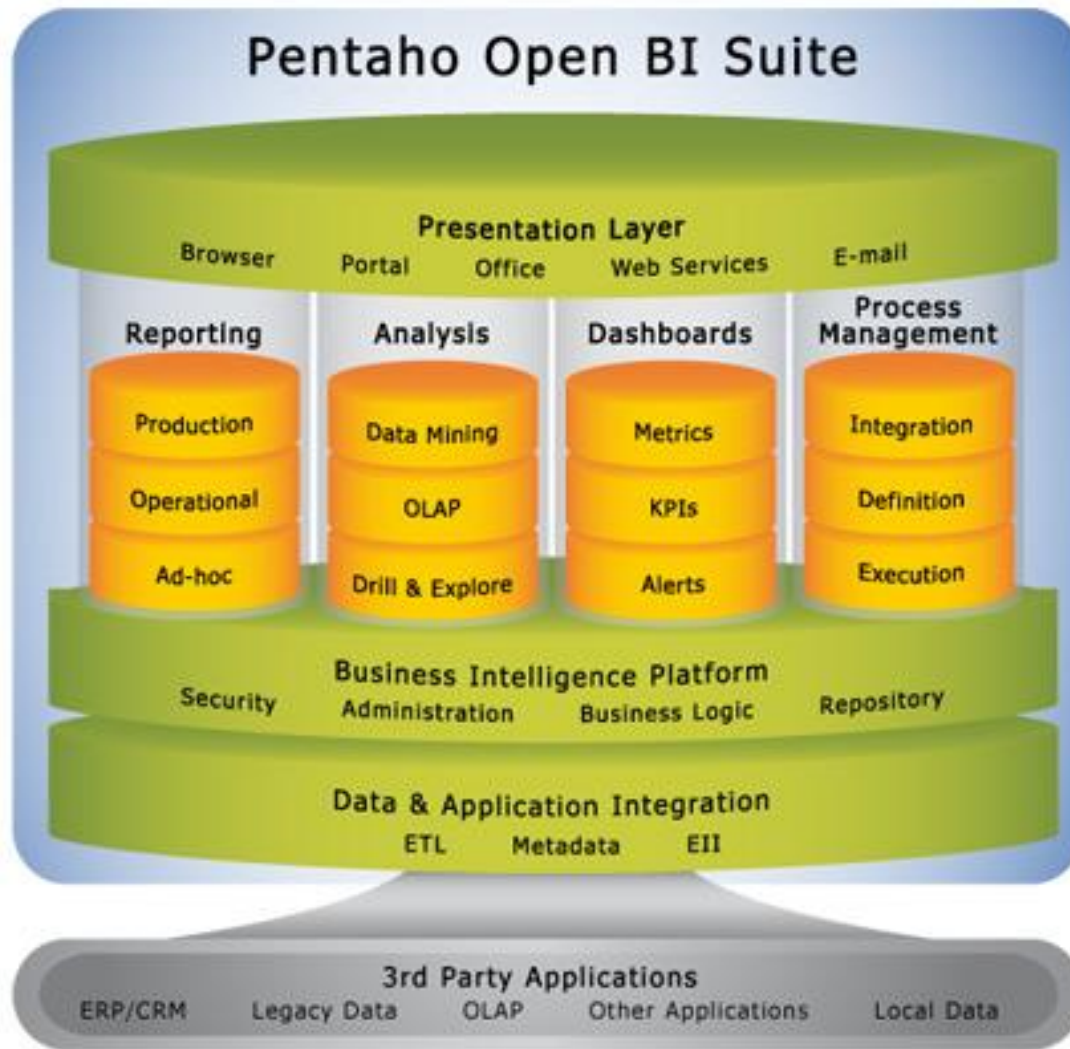 Pentaho Open BI Suite
Presentation Layer
Browser Portal Office Web Services E-mail
Reporting
Production
Operational
Ad-hoc
Analysis
Data Mining
OLAP
Drill & Explore
Dashboards
Metrics
KPIs
Alerts
Process
Management
Integration
Definition
Execution
Business Intelligence Platform
Security Administration Business Logic Repository
Data & Application Integration
ETL Metadata EII
3rd Party Applications
ERP/CRM Legacy Data OLAP Other Applications Local Data